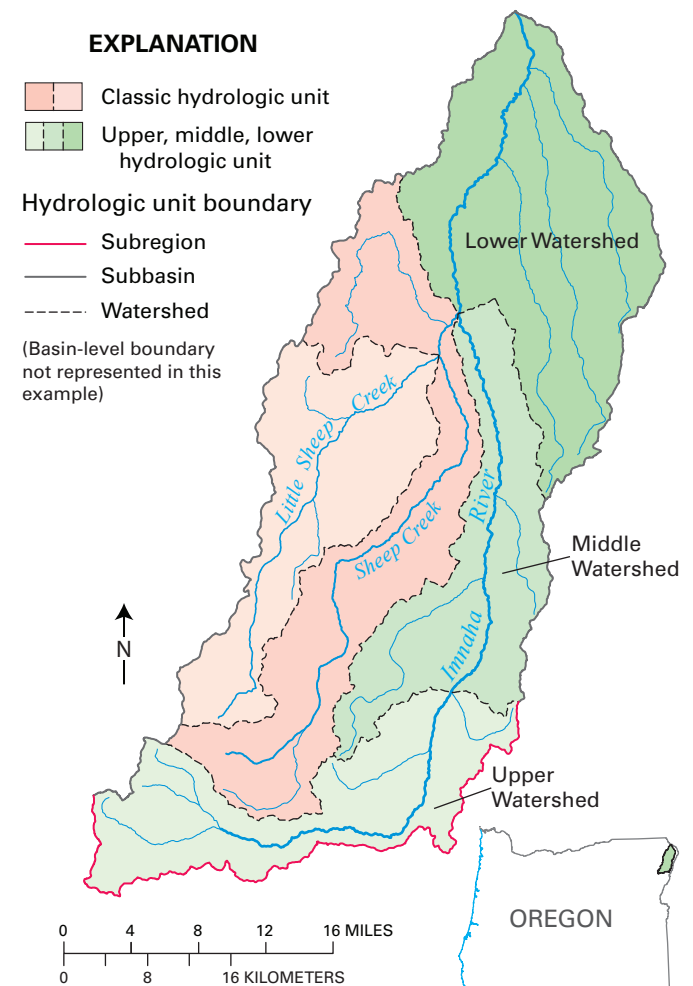 EXPLANATION
Classic hydrologic unit
Upper, middle, lower
hydrologic unit
Hydrologic unit boundary
Subregion
Subbasin
Watershed
(Basin-level boundary
not represented in this
example)
Lower Watershed
Little Sheep Creek
Sheep Creek
River
Imnaha
Middle
Watershed
N
Upper
Watershed
OREGON
0 4 8 12 16 MILES
0 8 16 KILOMETERS